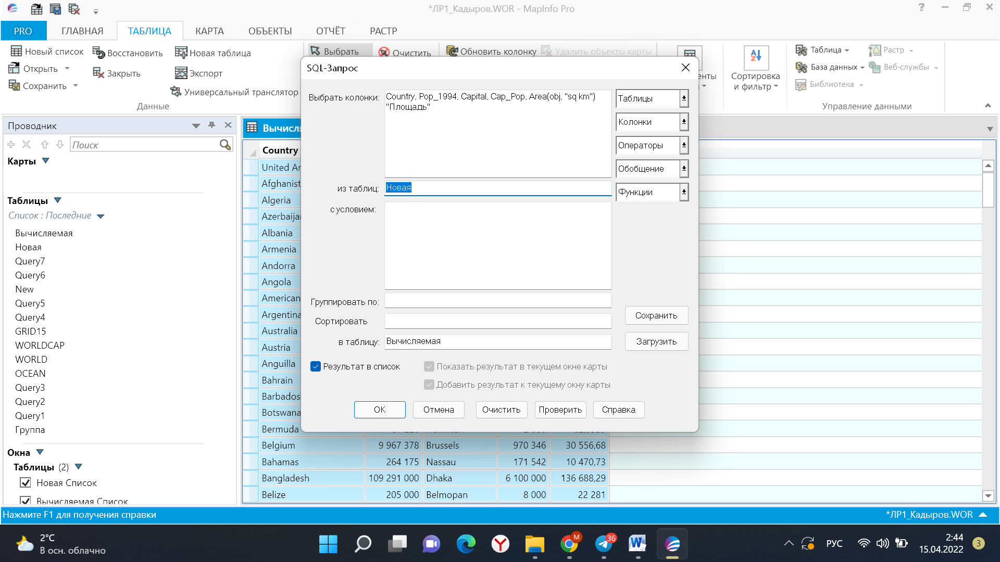 *ЛР1_Кадыров.WOR - MapInfo Pro
PRO
ГЛАВНАЯ
ТАБЛИЦА
КАРТА
ОБЪЕКТЫ
ОТЧЁТ
РАСТР
Новый список
Открыть
Сохранить
Восстановить
Закрыть
Новая таблица
Экспорт
Универсальный транслятор
Данные
Выбрать
Очистить
Обновить колонку
Удалить объекты карты
енты
Сортировка
и фильтр
Таблица
База данных
Библиотека
Растр
Веб-службы
Управление данными
Проводник
Поиск
Карты
Таблицы
Список : Последние
Вычисляемая
Новая
Query7
Query6
New
Query5
Query4
GRID15
WORLDCAP
WORLD
OCEAN
Query3
Query2
Query1
Группа
Окна
Таблицы (2)
Новая Список
Вычисляемая Список
Вычисля
Country
United Ar
Afghanist
Algeria
Azerbaijan
Albania
Armenia
Andorra
Angola
American
Argentina
Australia
Austria
Anguilla
Bahrain
Barbados
Botswana
Bermuda
Belgium 9 967 378 Brussels 970 346 30 556,68
Bahamas 264 175 Nassau 171 542 10 470,73
Bangladesh 109 291 000 Dhaka 6 100 000 136 688,29
Belize 205 000 Belmopan 8 000 22 281
SQL-Запрос
Выбрать колонки:
Country, Pop_1994, Capital, Cap_Pop, Area(obj, "sq km")
"Площадь"
из таблиц:
Новая
с условием:
Группировать по:
Сортировать
в таблицу:
Вычисляемая
Таблицы
Колонки
Операторы
Обобщение
Функции
Сохранить
Загрузить
Результат в список
Показать результат в текущем окне карты
Добавить результат к текущему окну карты
OK
Отмена
Очистить
Проверить
Справка
Нажмите F1 для получения справки
*ЛР1_Кадыров.WOR
2°C
В осн. облачно
M
36
РУС
2:44
15.04.2022
3